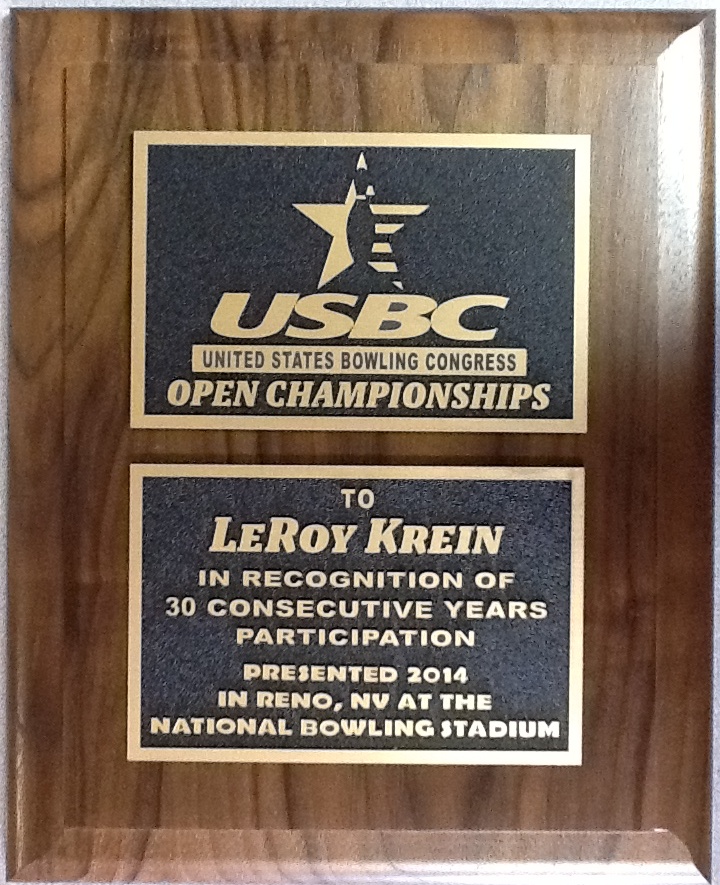 USBC
UNITED STATES BOWLING CONGRESS
OPEN CHAMPIONSHIPS
TO
LEROY KREIN
IN RECOGNITION OF
30 CONSECUTIVE YEARS
PARTICIPATION
PRESENTED 2014
IN RENO, NV AT THE
NATIONAL BOWLING STADIUM